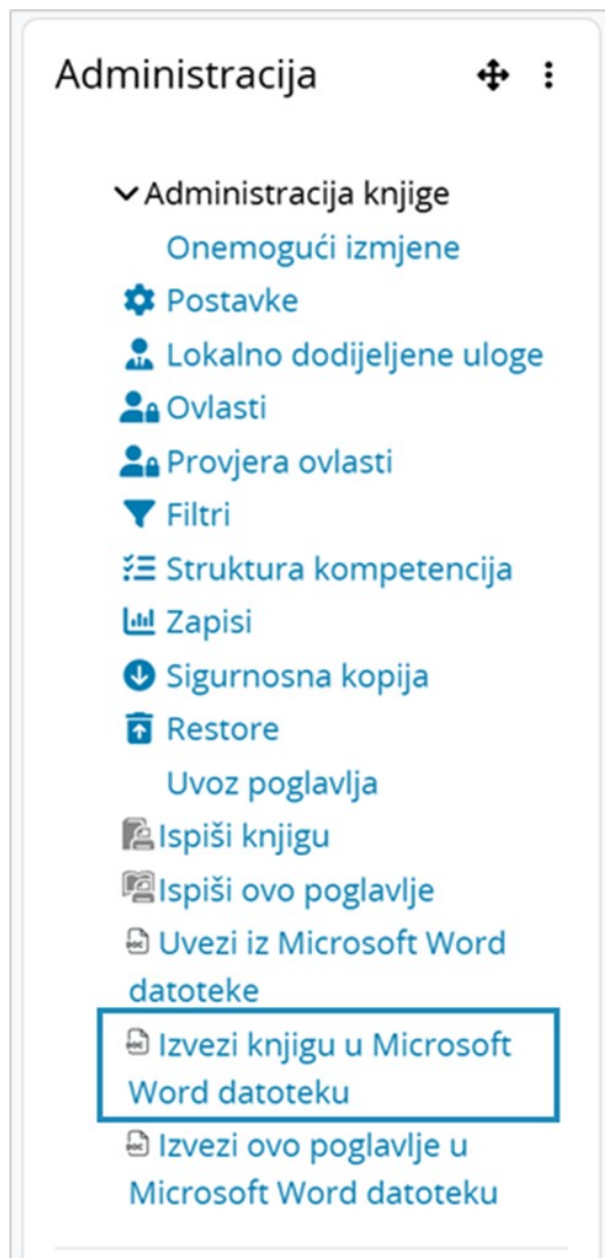 Administracija
Administracija knjige
Onemogući izmjene
Postavke
Lokalno dodijeljene uloge
Ovlasti
Provjera ovlasti
Filtri
Struktura kompetencija
Zapisi
Sigurnosna kopija
Restore
Uvoz poglavlja
Ispiši knjigu
Ispiši ovo poglavlje
Uvezi iz Microsoft Word
datoteke
Izvezi knjigu u Microsoft
Word datoteku
Izvezi ovo poglavlje u
Microsoft Word datoteku